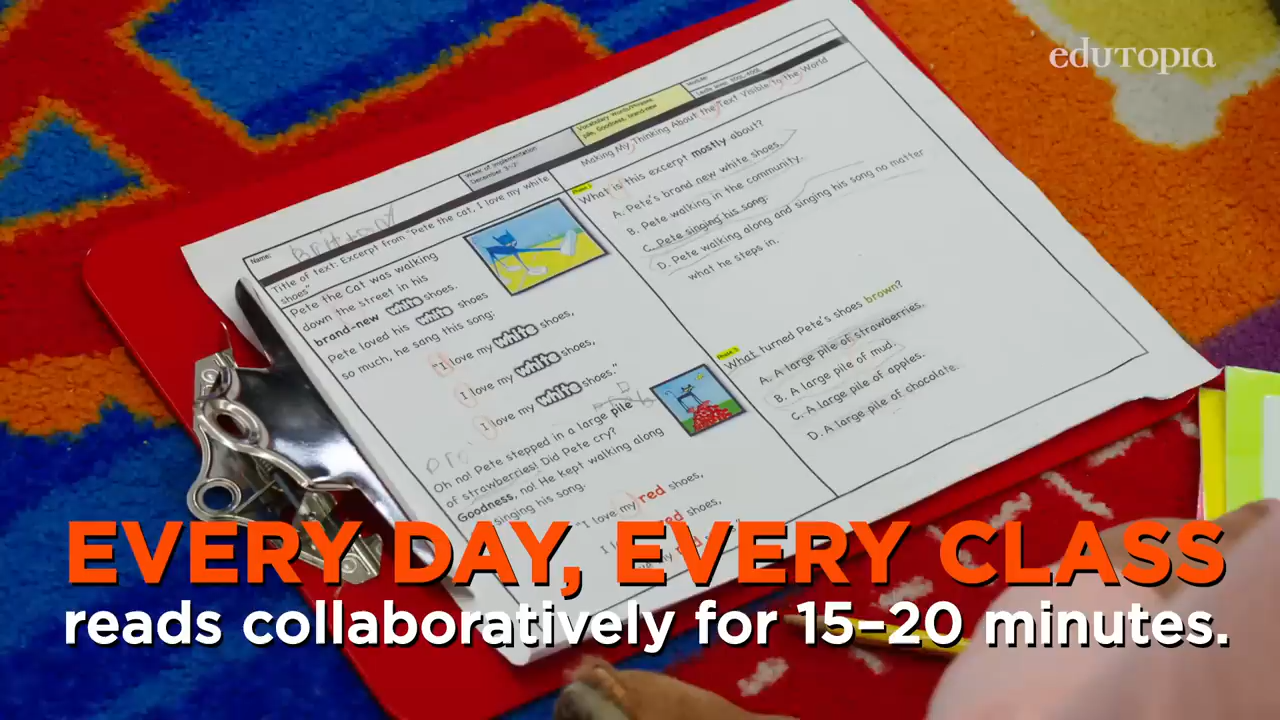 edutopia
Name:
Week of Implementation
December 3-7
Vocabulary Words/Phrases
pile, Goodness, brand-new
Title of text: Excerpt from "Pete the cat, I love my white
shoes"
Pete the Cat was walking
down the street in his
brand-new white shoes.
Pete loved his white shoes
so much, he sang this song:
"I love my white shoes,
I love my white shoes,
I love my white shoes."
Oh no! Pete stepped in a large pile
of strawberries! Did Pete cry?
Goodness, no! He kept walking along
singing his song.
"I love my red shoes,
red shoes,
Making My Thinking About the Text Visible to the World
Phase 1
What is this excerpt mostly about?
A. Pete's brand new white shoes.
B. Pete walking in the community.
C. Pete singing his song.
D. Pete walking along and singing his song no matter
what he steps in.
What turned Pete's shoes brown?
A. A large pile of strawberries.
B. A large pile of mud.
C. A large pile of apples.
D. A large pile of chocolate.
EVERY DAY, EVERY CLASS
reads collaboratively for 15–20 minutes.